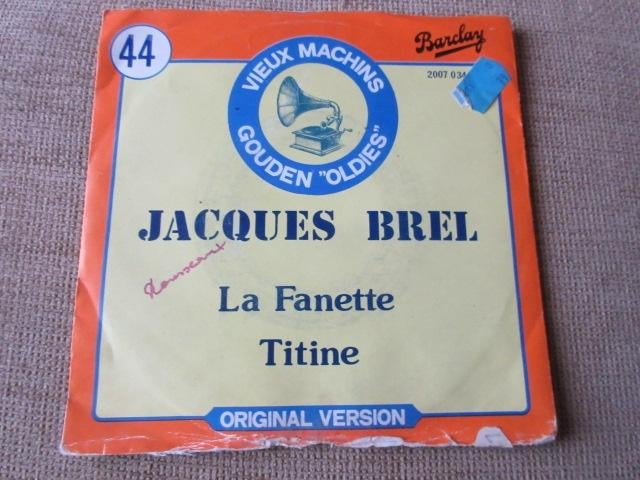 44
Barclay
2007 034
VIEUX MACHINS
GOUDEN "OLDIES"
JACQUES BREL
La Fanette
Titine
ORIGINAL VERSION